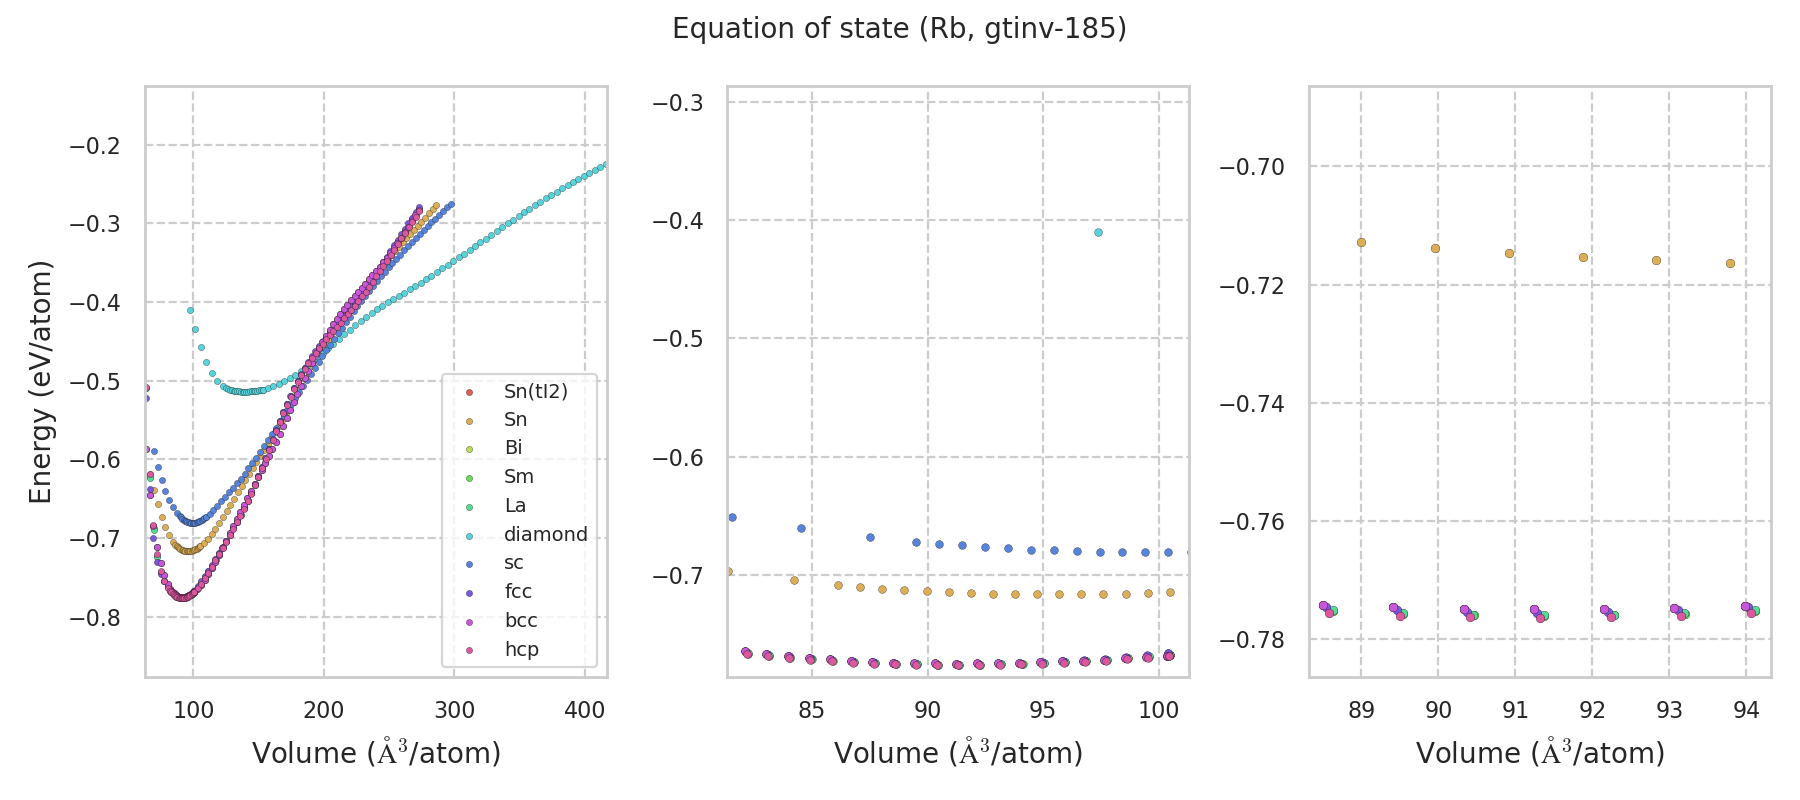 Equation of state (Rb, gtinv-185)
Energy (eV/atom)
−0.2
−0.3
−0.4
−0.5
−0.6
−0.7
−0.8
100
200
300
400
Volume (Å³/atom)
Sn(tI2)
Sn
Bi
Sm
La
diamond
sc
fcc
bcc
hcp
−0.3
−0.4
−0.5
−0.6
−0.7
85
90
95
100
Volume (Å³/atom)
−0.70
−0.72
−0.74
−0.76
−0.78
89
90
91
92
93
94
Volume (Å³/atom)